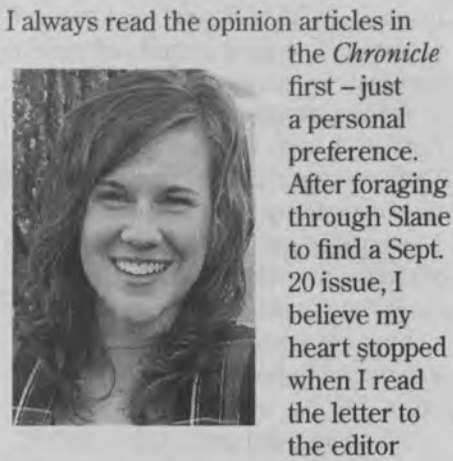 I always read the opinion articles in
the Chronicle
first – just
a personal
preference.
After foraging
through Slane
to find a Sept.
20 issue, I
believe my
heart stopped
when I read
the letter to
the editor